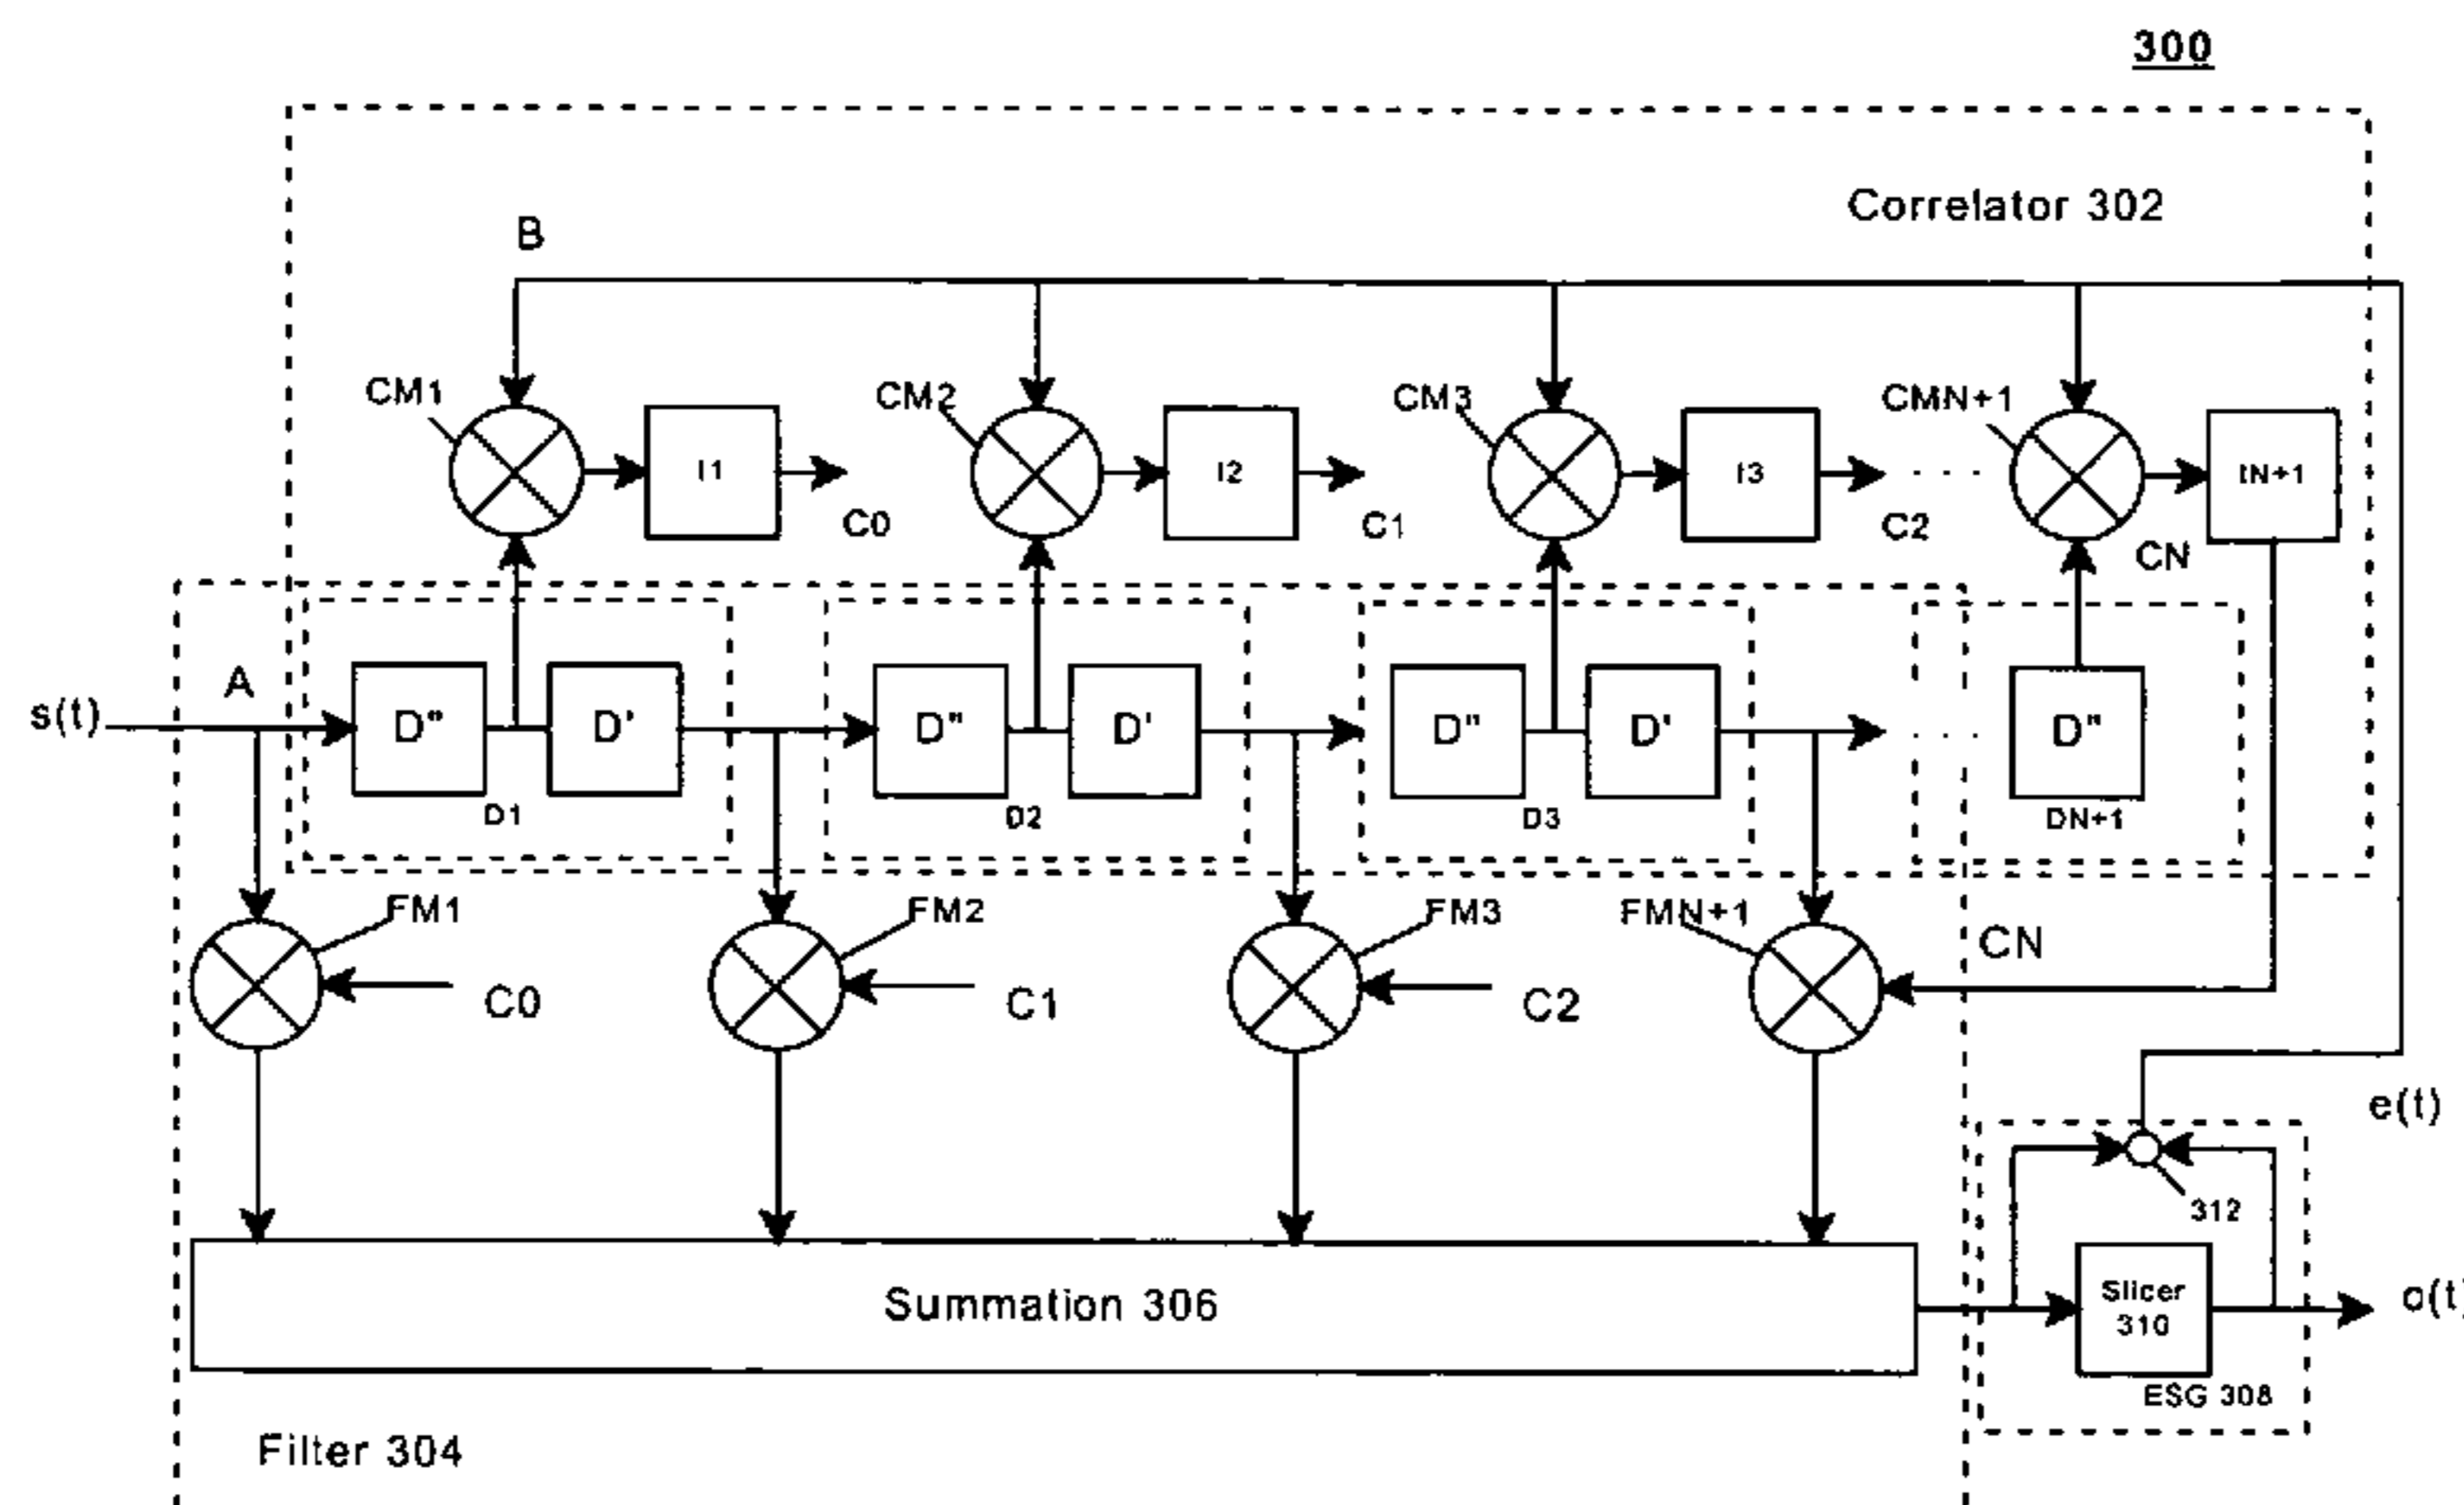 300
Correlator 302
B
CM1
CM2
CM3
CMN+1
I1
I2
I3
IN+1
C0
C1
C2
CN
A
s(t)
D"
D'
D"
D'
D"
D'
D"
D1
D2
D3
DN+1
FM1
FM2
FM3
FMN+1
CN
C0
C1
C2
e(t)
312
Summation 306
Slicer
310
o(t)
ESG 308
Filter 304